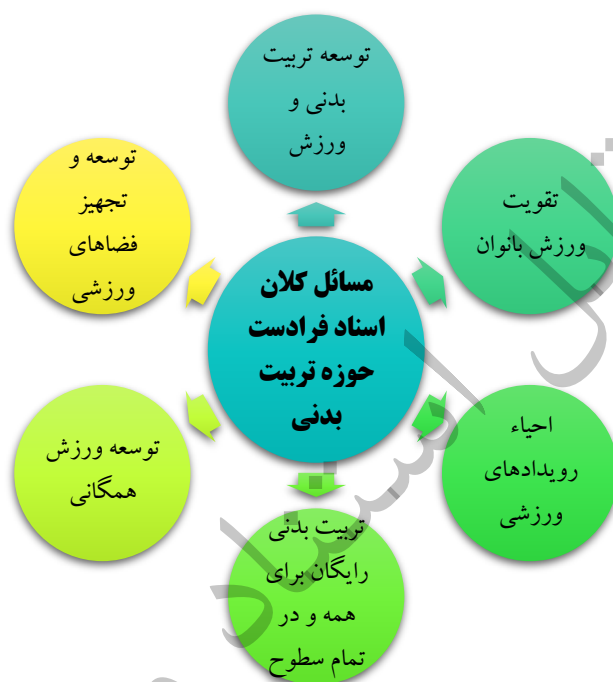 توسعه تربیت
بدنی و
ورزش
تقویت
ورزش بانوان
احیاء
رویدادهای
ورزشی
تربیت بدنی
رایگان برای
همه و در
تمام سطوح
توسعه ورزش
همگانی
توسعه و
تجهیز
فضاهای
ورزشی
مسائل کلان
اسناد فرادست
حوزه تربیت
بدنی